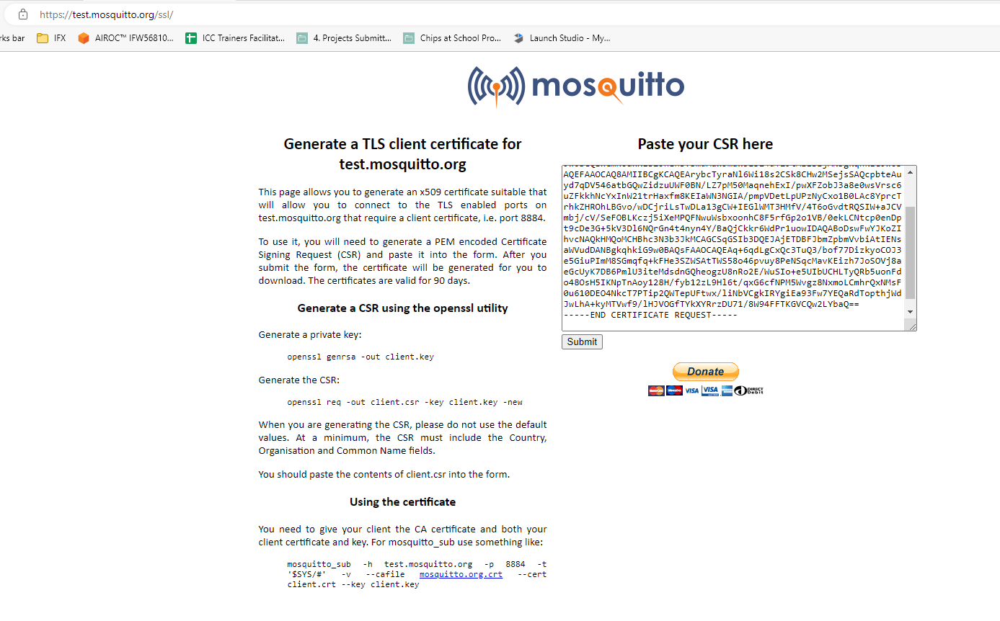 https://test.mosquitto.org/ssl/
rks bar IFX AIROC™ IFW56810... ICC Trainers Facilitat... 4. Projects Submitt... Chips at School Pro... Launch Studio - My...
mosquitto
Generate a TLS client certificate for
test.mosquitto.org
This page allows you to generate an x509 certificate suitable that
will allow you to connect to the TLS enabled ports on
test.mosquitto.org that require a client certificate, i.e. port 8884.
To use it, you will need to generate a PEM encoded Certificate
Signing Request (CSR) and paste it into the form. After you
submit the form, the certificate will be generated for you to
download. The certificates are valid for 90 days.
Generate a CSR using the openssl utility
Generate a private key:
openssl genrsa -out client.key
Generate the CSR:
openssl req -out client.csr -key client.key -new
When you are generating the CSR, please do not use the default
values. At a minimum, the CSR must include the Country,
Organisation and Common Name fields.
You should paste the contents of client.csr into the form.
Using the certificate
You need to give your client the CA certificate and both your
client certificate and key. For mosquitto_sub use something like:
mosquitto_sub -h test.mosquitto.org -p 8884 -t
'$SYS/#' -v --cafile mosquitto.org.crt --cert
client.crt --key client.key
Paste your CSR here
AQEFAAOCAQ8AMIIBCgKCAQEArybcTyraNl6Wi18s2CSk8CHw2MSejsSAQcpbteAu
yd7qDV546atbGQwZidzuUWF0BN/LZ7pM50MaqnehExI/pwXFZobJ3a8e0wsVrsc6
uZFkkhNcYxInW21trHaxfm8KEIaWN3NGIA/pmpVDetLpUPzNyCxo1B0LAc8YprcT
rhkZHROhLBGvo/wDCjriLsTwDLa13gCW+IEGlWMT3HMfV/4T6oGvdtRQSIW+aJCV
mbj/cV/SeFOBLKczj5iXeMPQFNwuWsbxoonhC8F5rfGp2o1VB/0ekLCNtcp0enDp
t9cDe3G+5kV3Dl6NQrGn4t4nyn4Y/BaQjCkkr6WdPr1uowIDAQABoDswFwYJKoZI
hvcNAQkHMQoMCHBhc3N3b3JkMCAGCSqGSIb3DQEJAjETDBFJbmZpbmVvbiAtIENs
aWVudDANBgkqhkiG9w0BAQsFAAOCAQEAq+6qdLgCxQc3TuQ3/bof77DizkyoCOJ3
e5GiuPImM8SGmqfq+kFHe3SZWSAtTWS58o46pvuy8PeNSqcMavKEizh7JoSOVj8a
eGcUyK7DB6PmlU3iteMdsdnGQheogzU8nRo2E/WuSIo+e5UIbUCHLTyQRb5uonFd
o48OsH5IKNpTnAoy128H/fyb12zL9Hl6t/qxG6cfNPM5Wvgz8NxmoLCmhrQxNMsF
0u610DEO4NkcT7PTip2QWTepUFtwx/liNbVCgkIRYgiEa93Fw7YEQaRdTopthjWd
JwLhA+kyMTVwf9/lHJVOGfTYkXYRrzDU71/8W94FFTKGVCQw2LYbaQ==
-----END CERTIFICATE REQUEST-----
Submit
Donate
MasterCard Maestro VISA VISA DIRECT Debit